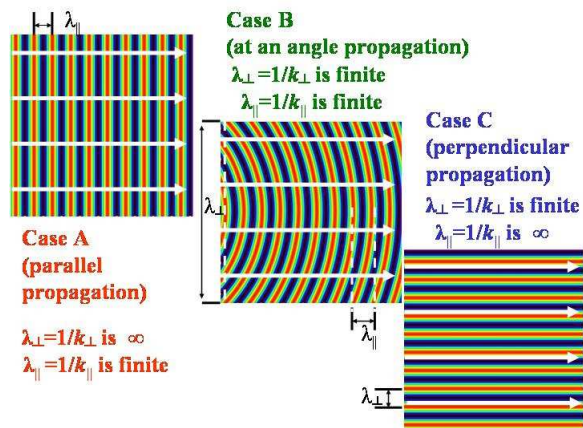 λ||
Case B
(at an angle propagation)
λ⊥=1/k⊥ is finite
λ||=1/k|| is finite
Case C
(perpendicular
propagation)
λ⊥=1/k⊥ is finite
λ||=1/k|| is ∞
λ⊥
Case A
(parallel
propagation)
λ⊥=1/k⊥ is ∞
λ||=1/k|| is finite
λ||
λ⊥